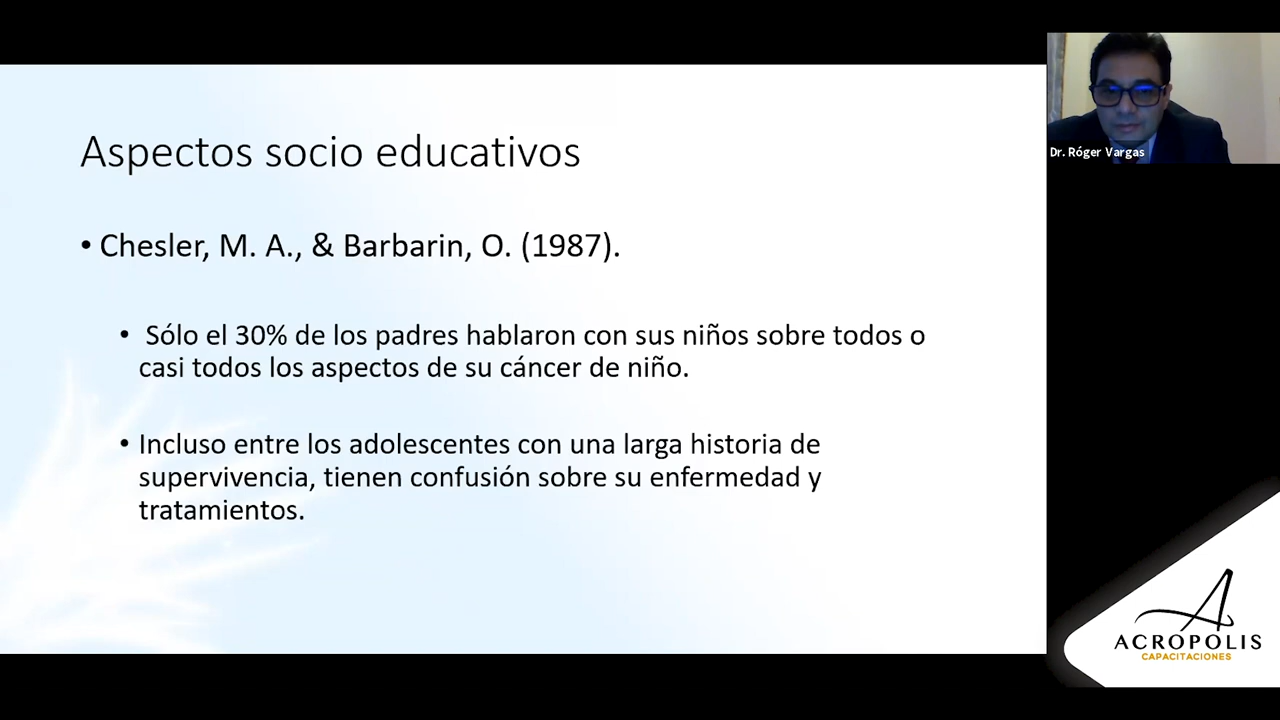 Aspectos socio educativos
• Chesler, M. A., & Barbarin, O. (1987).
• Sólo el 30% de los padres hablaron con sus niños sobre todos o
casi todos los aspectos de su cáncer de niño.
• Incluso entre los adolescentes con una larga historia de
supervivencia, tienen confusión sobre su enfermedad y
tratamientos.
Dr. Róger Vargas
ACROPOLIS
CAPACITACIONES